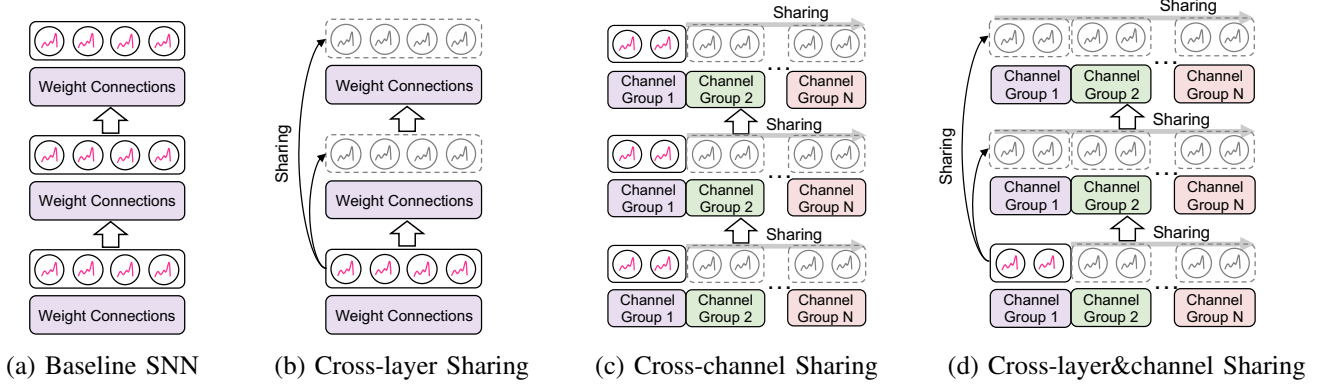 Weight Connections
Weight Connections
Weight Connections
(a) Baseline SNN
Sharing
Weight Connections
Weight Connections
Weight Connections
(b) Cross-layer Sharing
Sharing
...
Channel Group 1
Channel Group 2
Channel Group N
Sharing
...
Channel Group 1
Channel Group 2
Channel Group N
Sharing
...
Channel Group 1
Channel Group 2
Channel Group N
(c) Cross-channel Sharing
Sharing
Sharing
...
Channel Group 1
Channel Group 2
Channel Group N
Sharing
...
Channel Group 1
Channel Group 2
Channel Group N
Sharing
...
Channel Group 1
Channel Group 2
Channel Group N
(d) Cross-layer&channel Sharing